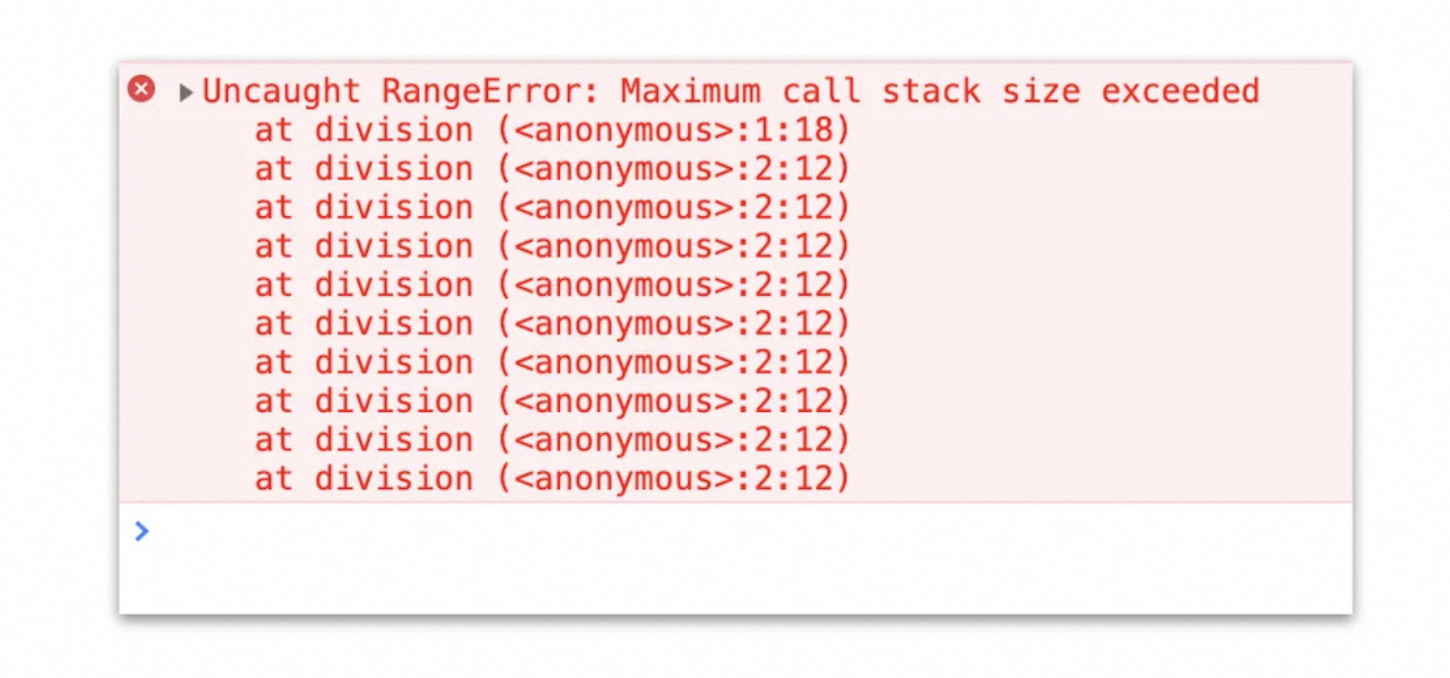 Uncaught RangeError: Maximum call stack size exceeded
at division (<anonymous>:1:18)
at division (<anonymous>:2:12)
at division (<anonymous>:2:12)
at division (<anonymous>:2:12)
at division (<anonymous>:2:12)
at division (<anonymous>:2:12)
at division (<anonymous>:2:12)
at division (<anonymous>:2:12)
at division (<anonymous>:2:12)
at division (<anonymous>:2:12)